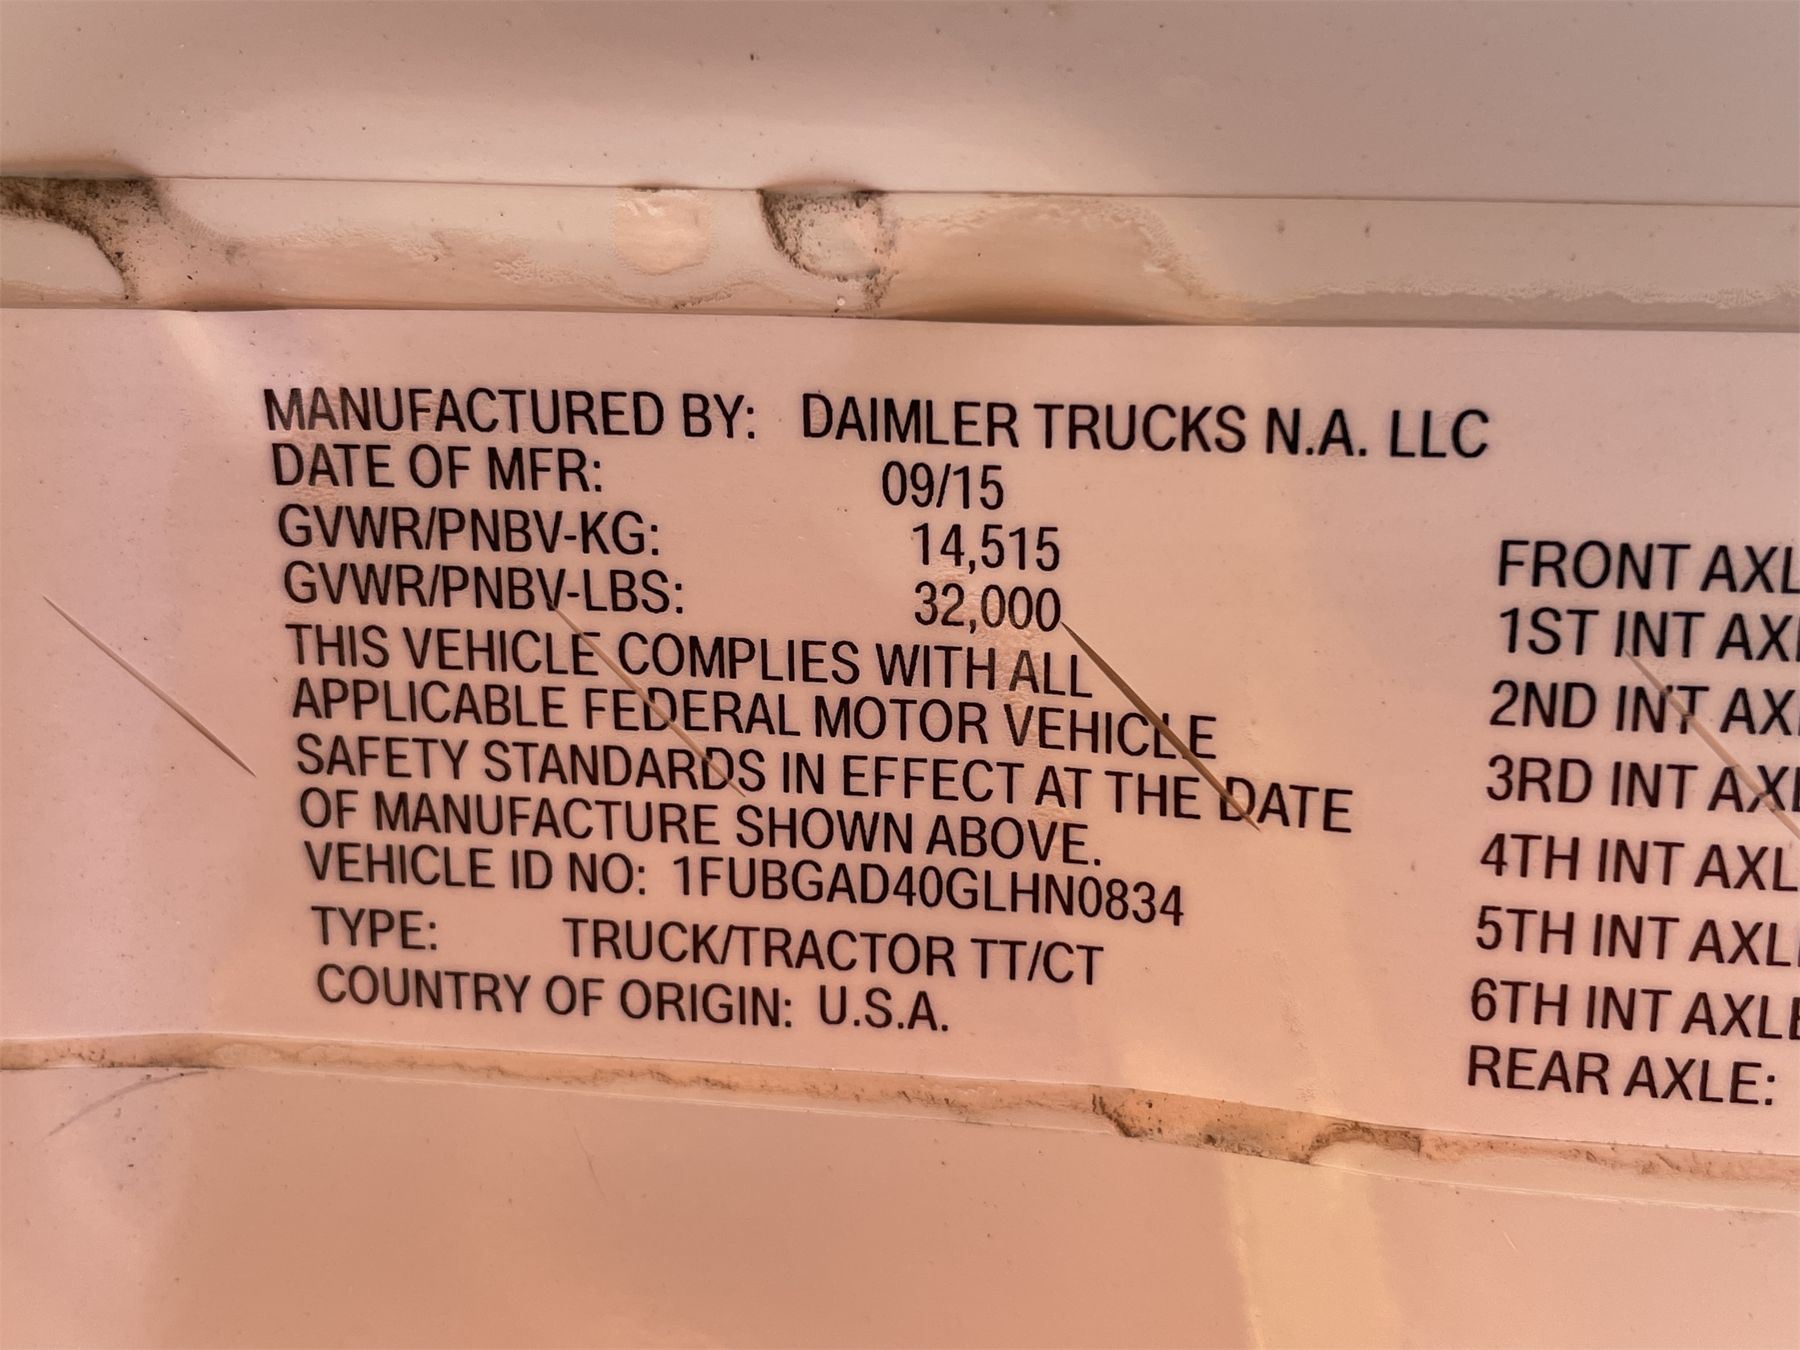 MANUFACTURED BY: DAIMLER TRUCKS N.A. LLC
DATE OF MFR: 09/15
GVWR/PNBV-KG: 14,515
GVWR/PNBV-LBS: 32,000
THIS VEHICLE COMPLIES WITH ALL
APPLICABLE FEDERAL MOTOR VEHICLE
SAFETY STANDARDS IN EFFECT AT THE DATE
OF MANUFACTURE SHOWN ABOVE.
VEHICLE ID NO: 1FUBGAD40GLHN0834
TYPE: TRUCK/TRACTOR TT/CT
COUNTRY OF ORIGIN: U.S.A.
FRONT AXL
1ST INT AX
2ND INT AX
3RD INT AX
4TH INT AXL
5TH INT AXL
6TH INT AXLE
REAR AXLE: